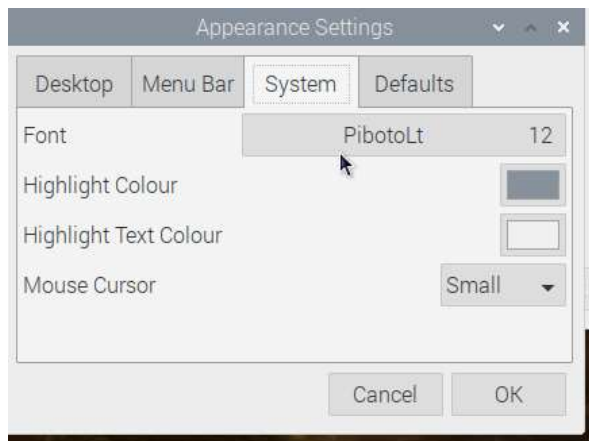 Appearance Settings
Desktop Menu Bar System Defaults
Font PibotoLt 12
Highlight Colour
Highlight Text Colour
Mouse Cursor Small
Cancel OK